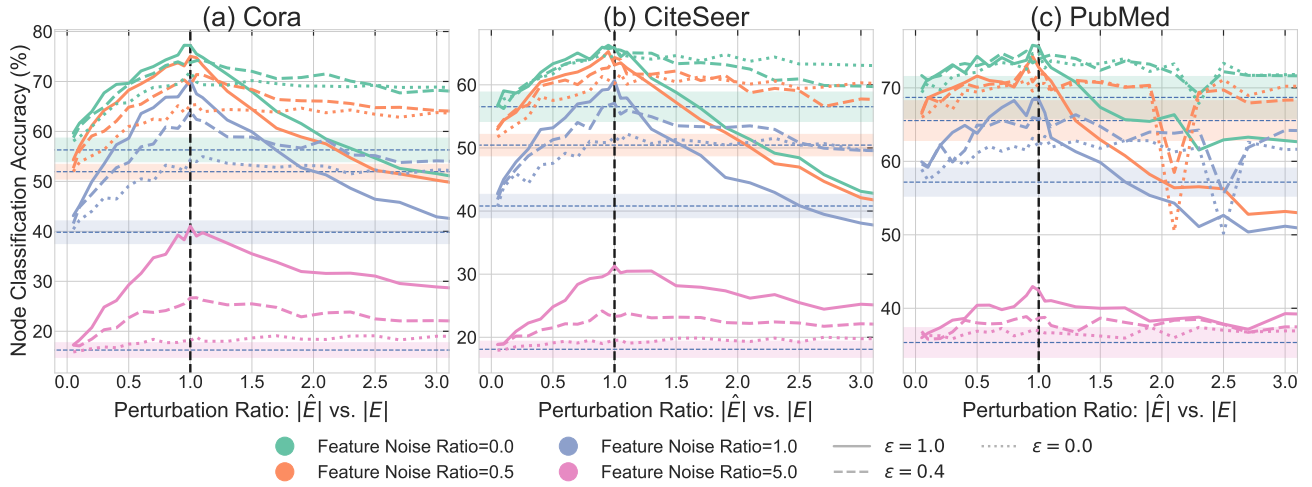 (a) Cora
(b) CiteSeer
(c) PubMed
Node Classification Accuracy (%)
80
70
60
50
40
30
20
60
50
40
30
20
70
60
50
40
0.0 0.5 1.0 1.5 2.0 2.5 3.0
0.0 0.5 1.0 1.5 2.0 2.5 3.0
0.0 0.5 1.0 1.5 2.0 2.5 3.0
Perturbation Ratio: |Ê| vs. |E|
Perturbation Ratio: |Ê| vs. |E|
Perturbation Ratio: |Ê| vs. |E|
Feature Noise Ratio=0.0
Feature Noise Ratio=0.5
Feature Noise Ratio=1.0
Feature Noise Ratio=5.0
ε = 1.0
ε = 0.4
ε = 0.0